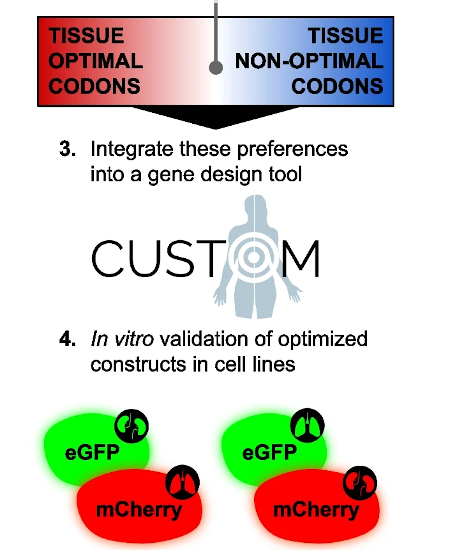 TISSUE
OPTIMAL
CODONS
TISSUE
NON-OPTIMAL
CODONS
3. Integrate these preferences
into a gene design tool
CUSTOM
4. In vitro validation of optimized
constructs in cell lines
eGFP
mCherry
eGFP
mCherry